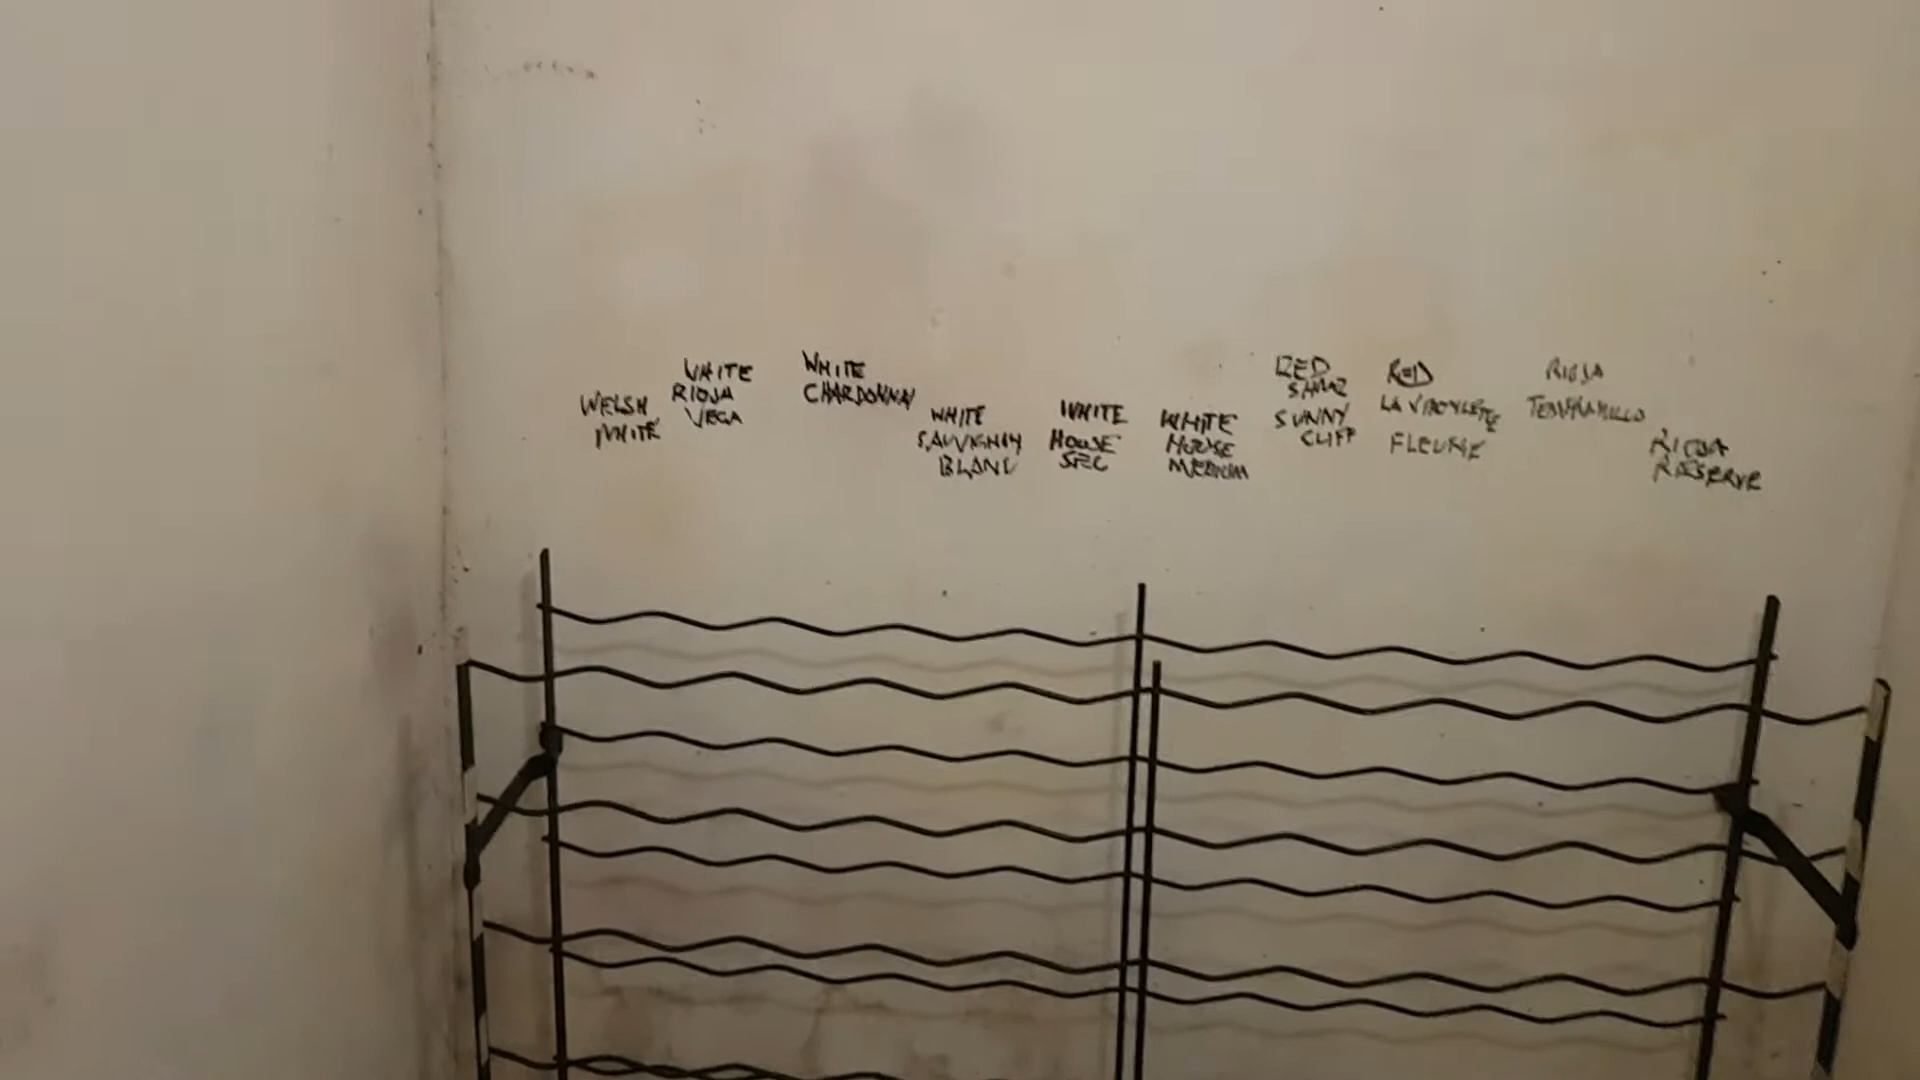 WELSH
WHITE
WHITE
RIOJA
VEGA
WHITE
CHARDONNAY
WHITE
SAUVIGNON
BLANC
WHITE
HOUSE
SEC
WHITE
HOUSE
MEDIUM
RED
SHIRAZ
SUNNY
CLIFF
RED
LA
FLEURIE
RIOJA
TEMPRANILLO
RIOJA
RESERVE